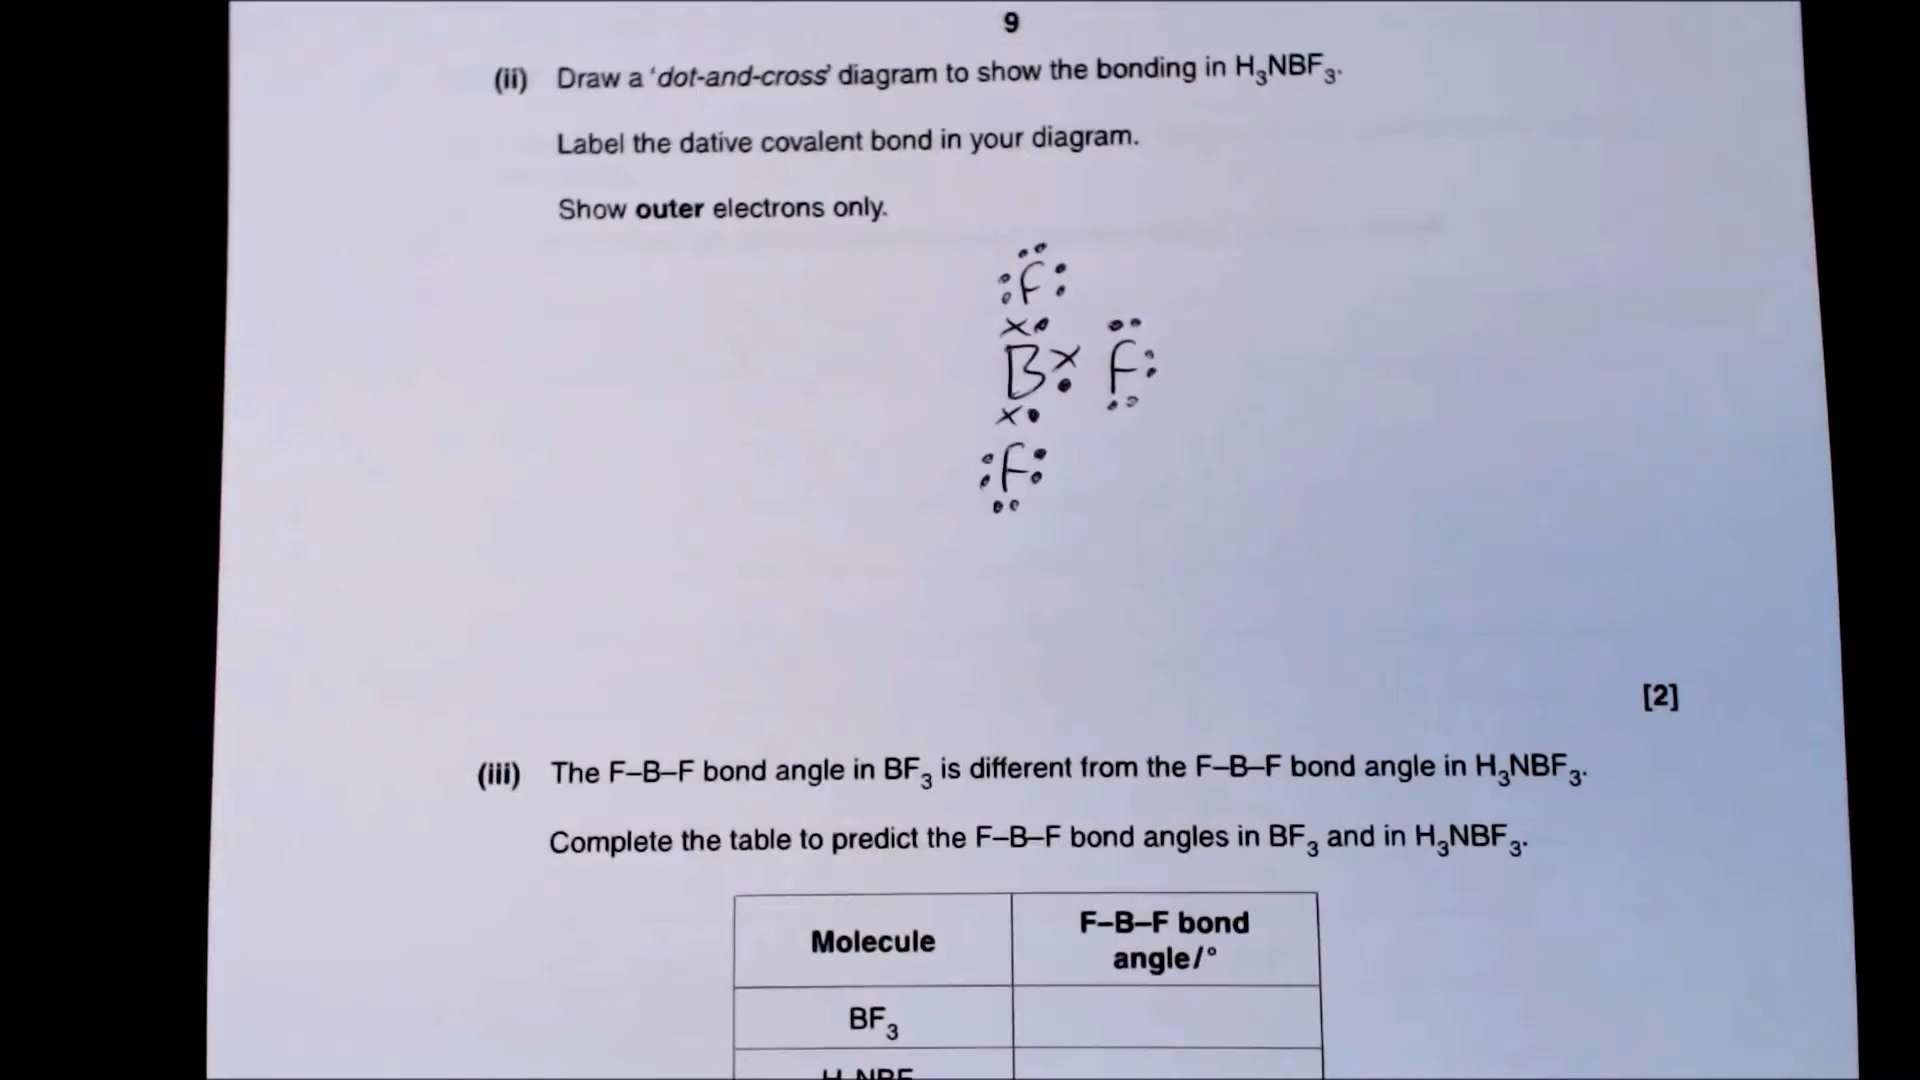 9
(ii) Draw a 'dot-and-cross' diagram to show the bonding in H₃NBF₃.
Label the dative covalent bond in your diagram.
Show outer electrons only.
F
B F
F
[2]
(iii) The F–B–F bond angle in BF₃ is different from the F–B–F bond angle in H₃NBF₃.
Complete the table to predict the F–B–F bond angles in BF₃ and in H₃NBF₃.
Molecule
F–B–F bond
angle/°
BF₃